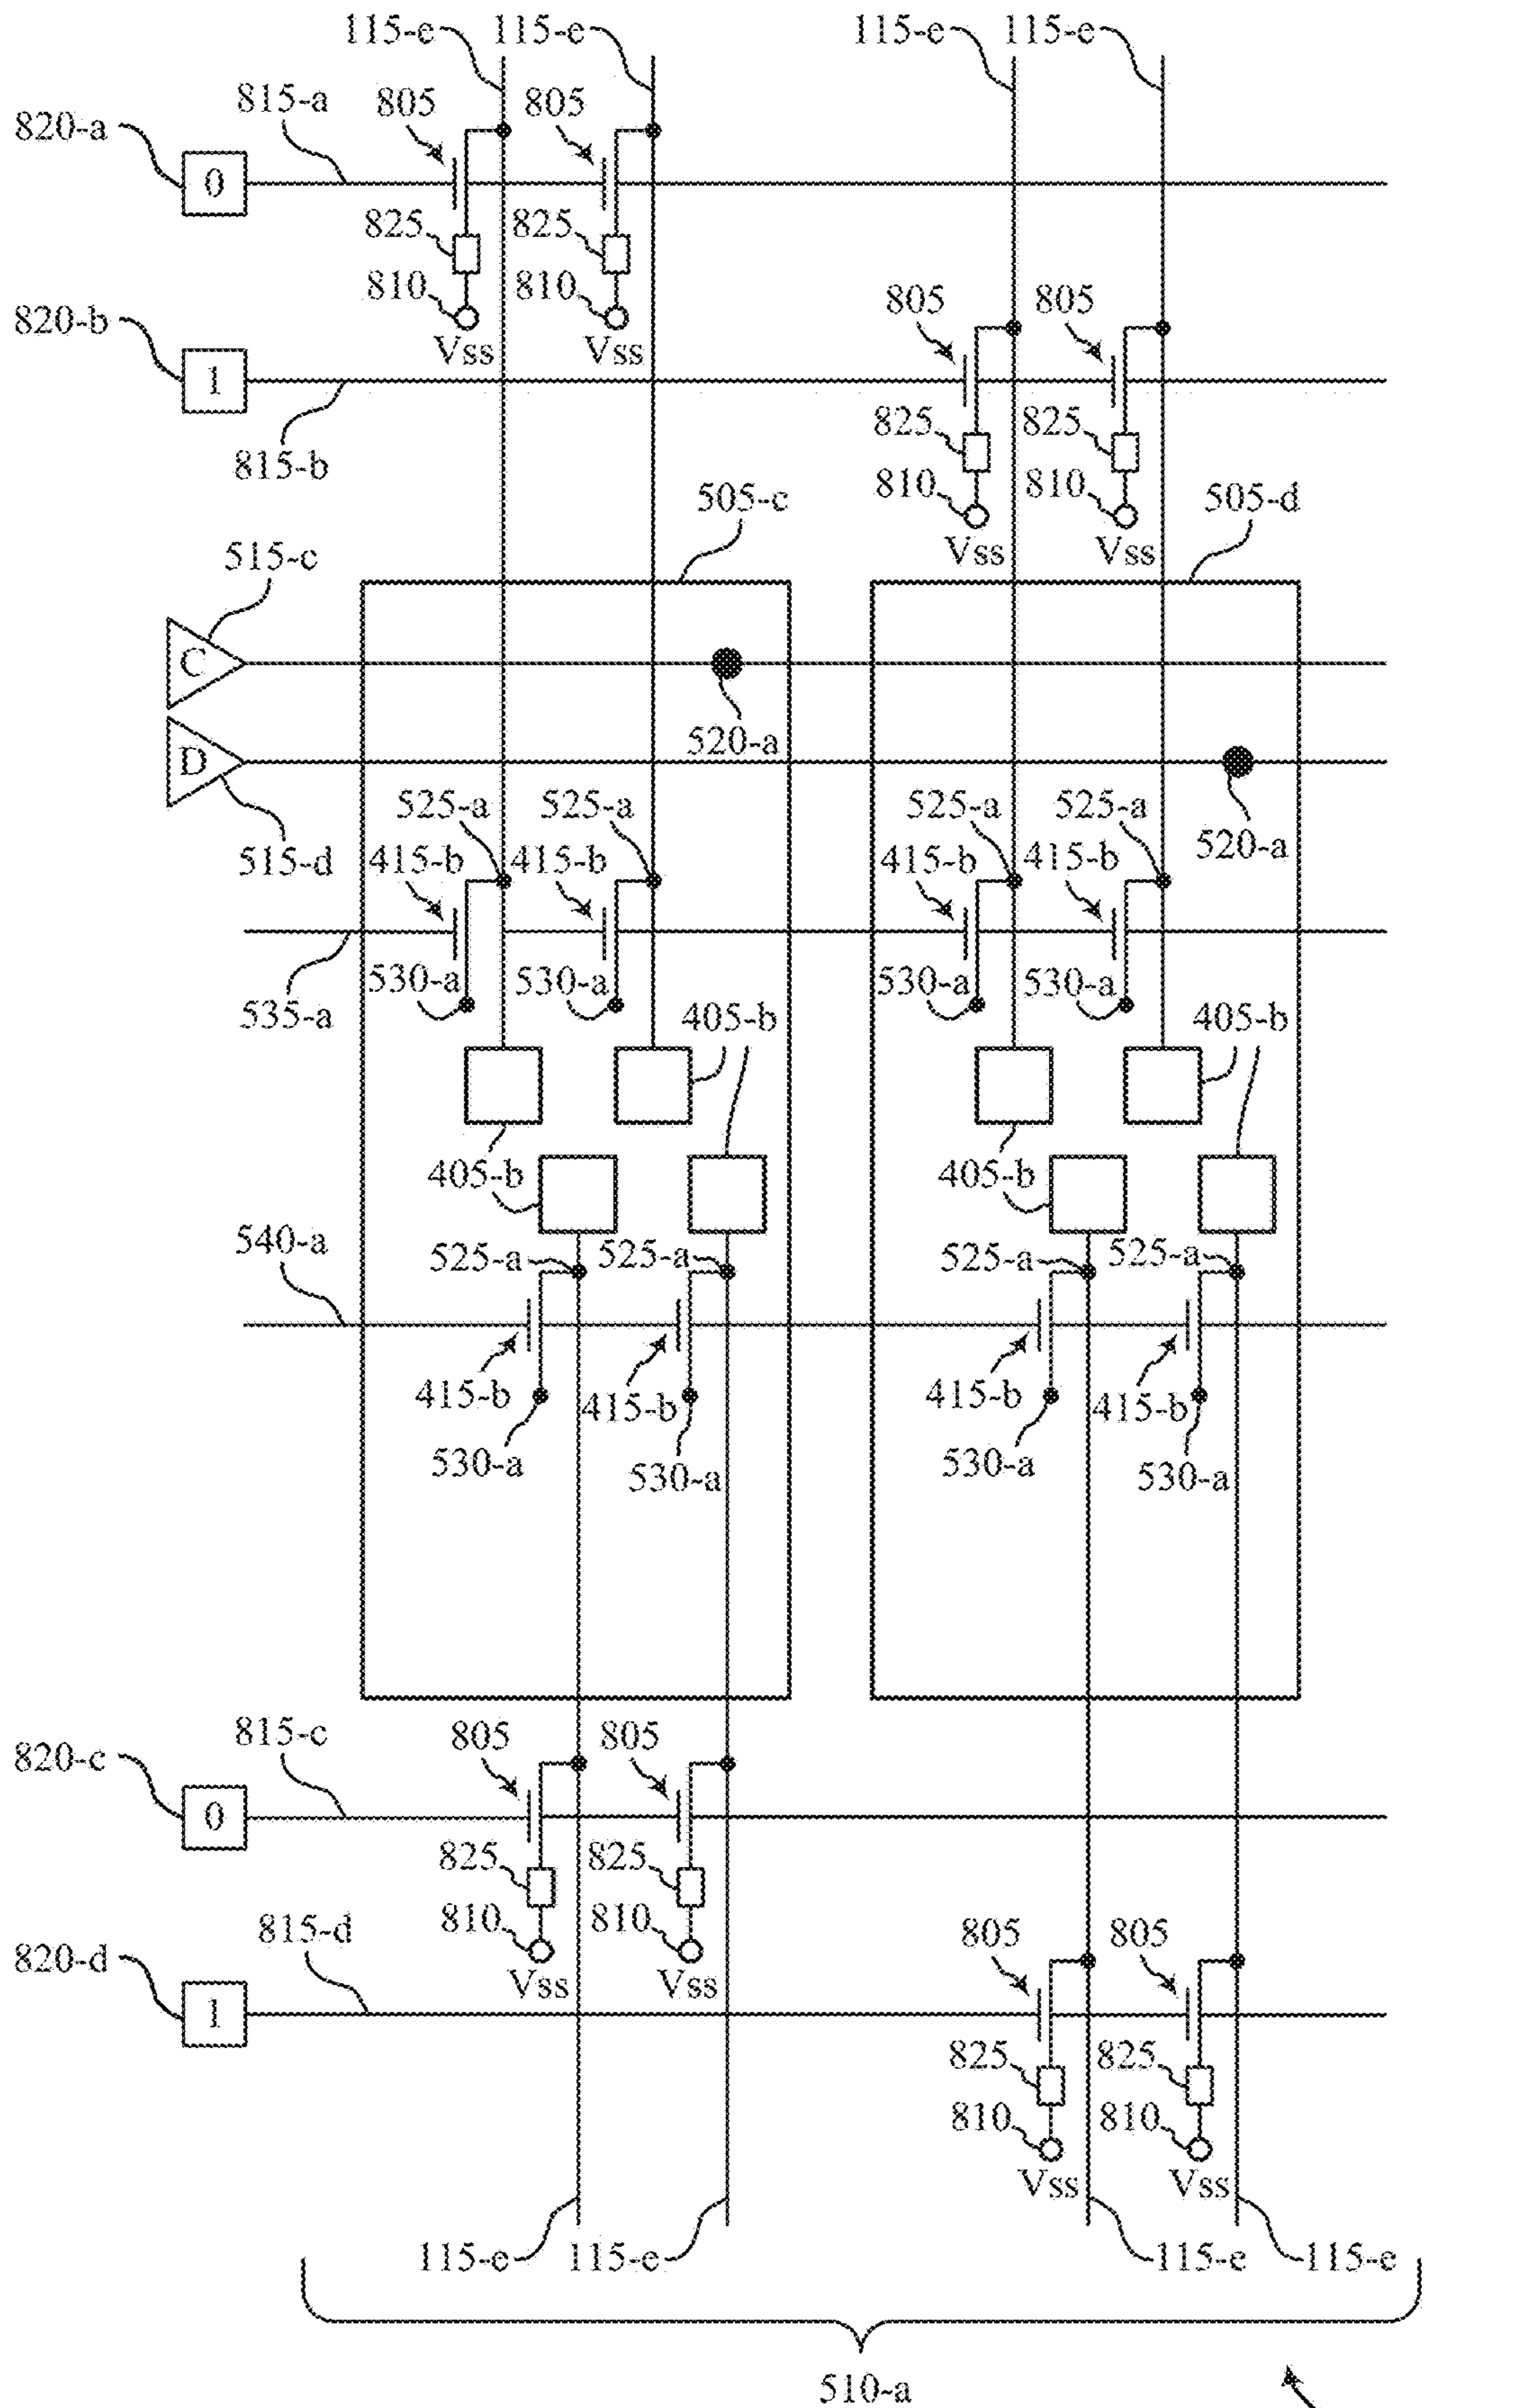 115-e 115-e 115-e 115-e
815-a 805 805
820-a
0
825 825
810 810 805 805
820-b
Vss Vss
1
825 825
815-b
810 810
505-c 505-d
Vss Vss
515-c
C
520-a
D
525-a 525-a 525-a 525-a
520-a
515-d 415-b 415-b 415-b 415-b
530-a 530-a 530-a 530-a
535-a 405-b 405-b
405-b 405-b
540-a
525-a 525-a 525-a 525-a
415-b 415-b 415-b 415-b
530-a 530-a 530-a 530-a
815-c 805 805
820-c
0
825 825
810 810
815-d 805 805
820-d
Vss Vss
1
825 825
810 810
Vss Vss
115-e 115-e 115-e 115-e
510-a